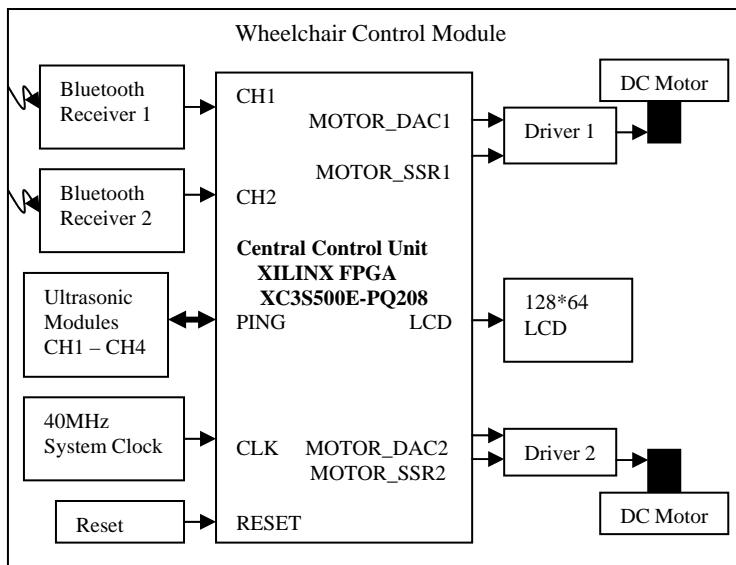 Wheelchair Control Module
Bluetooth
Receiver 1
Bluetooth
Receiver 2
Ultrasonic
Modules
CH1 – CH4
40MHz
System Clock
Reset
CH1
MOTOR_DAC1
MOTOR_SSR1
CH2
Central Control Unit
XILINX FPGA
XC3S500E-PQ208
PING
LCD
CLK
MOTOR_DAC2
MOTOR_SSR2
RESET
Driver 1
DC Motor
128*64
LCD
Driver 2
DC Motor